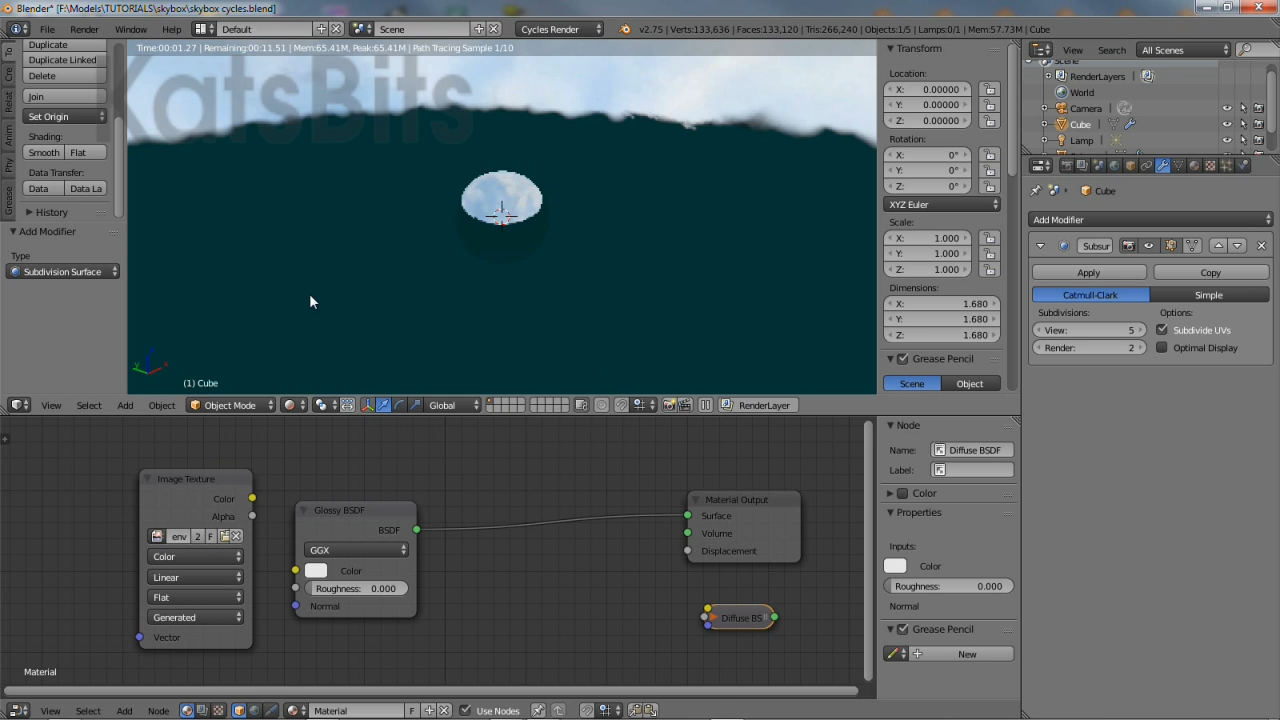 Blender* [F:\Models\TUTORIALS\skybox\skybox cycles.blend]
File Render Window Help Default Scene Cycles Render v2.75 | Verts:133,636 | Faces:133,120 | Tris:266,240 | Objects:1/5 | Lamps:0/1 | Mem:57.73M | Cube
Time:00:01.27 | Remaining:00:11.51 | Mem:65.41M, Peak:65.41M | Path Tracing Sample 1/10
KatsBits
To
Cre
Relat
Anim
Phy
Grease
Duplicate
Duplicate Linked
Delete
Join
Set Origin
Shading:
Smooth Flat
Data Transfer:
Data Data La
History
Add Modifier
Type
Subdivision Surface
(1) Cube
View Select Add Object Object Mode Global RenderLayer
Transform
Location:
X: 0.00000
Y: 0.00000
Z: 0.00000
Rotation:
X: 0°
Y: 0°
Z: 0°
XYZ Euler
Scale:
X: 1.000
Y: 1.000
Z: 1.000
Dimensions:
X: 1.680
Y: 1.680
Z: 1.680
Grease Pencil
Scene Object
View Search All Scenes
Scene
RenderLayers
World
Camera
Cube
Lamp
Cube
Add Modifier
Subsur
Apply Copy
Catmull-Clark Simple
Subdivisions: Options:
View: 5 Subdivide UVs
Render: 2 Optimal Display
Image Texture
Color
Alpha
env 2 F
Color
Linear
Flat
Generated
Vector
Glossy BSDF
BSDF
GGX
Color
Roughness: 0.000
Normal
Material Output
Surface
Volume
Displacement
Diffuse BS
Material
Node
Name: Diffuse BSDF
Label:
Color
Properties
Inputs:
Color
Roughness: 0.000
Normal
Grease Pencil
New
View Select Add Node Material F Use Nodes